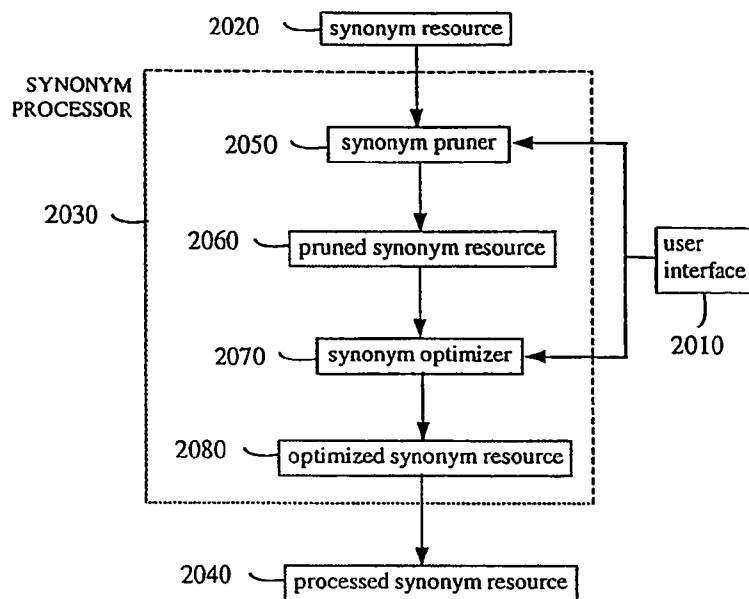 2020 synonym resource
SYNONYM
PROCESSOR
2050 synonym pruner
2030
2060 pruned synonym resource
user
interface
2010
2070 synonym optimizer
2080 optimized synonym resource
2040 processed synonym resource